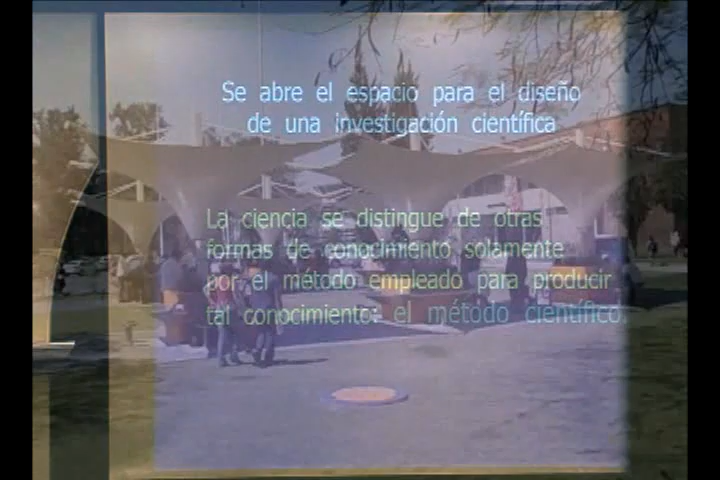 Se abre el espacio para el diseño
de una investigación científica
La ciencia se distingue de otras
formas de conocimiento solamente
por el método empleado para producir
tal conocimiento: el método científico.